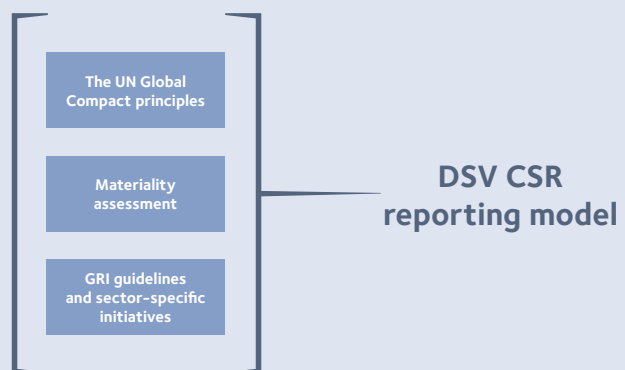 The UN Global
Compact principles
Materiality
assessment
GRI guidelines
and sector-specific
initiatives
DSV CSR
reporting model